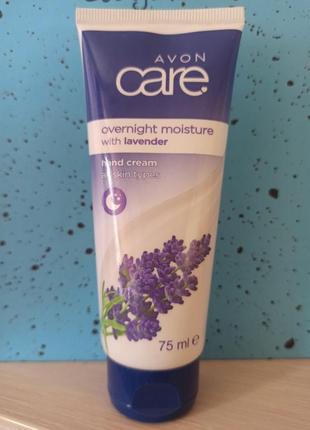 AVON
care.
overnight moisture
with lavender
hand cream
all skin types
75 ml e